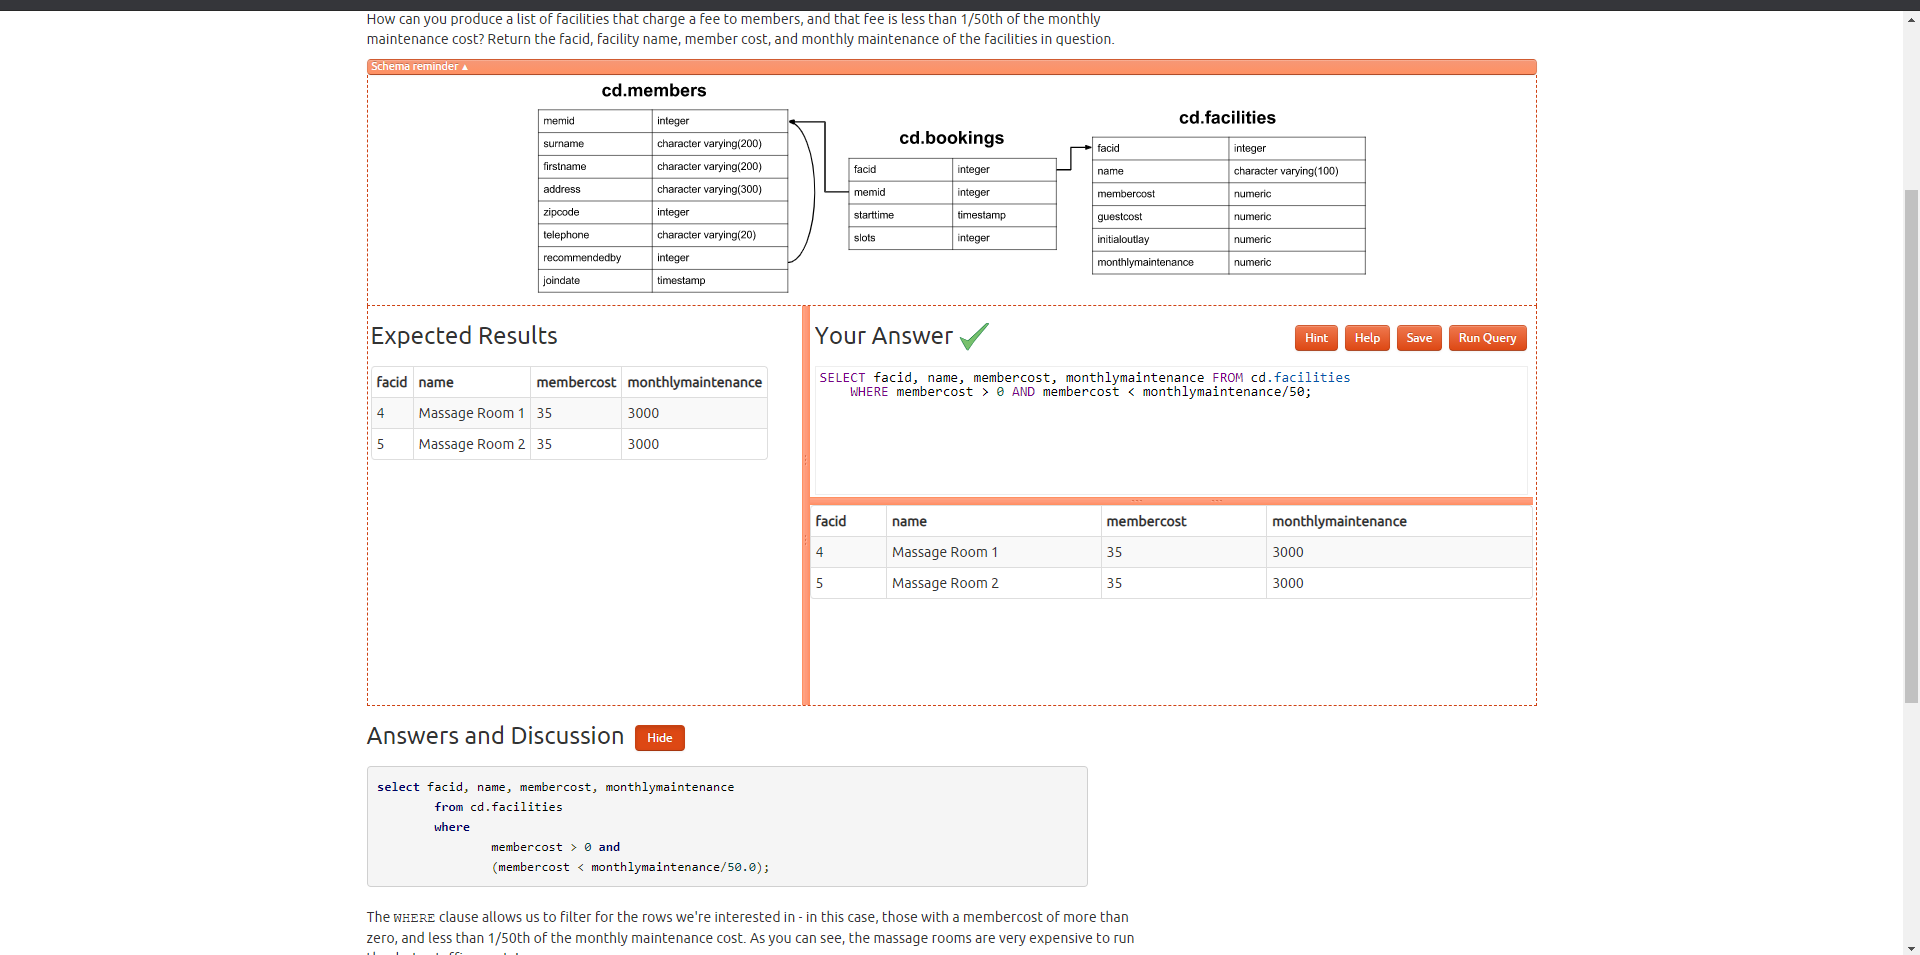 How can you produce a list of facilities that charge a fee to members, and that fee is less than 1/50th of the monthly
maintenance cost? Return the facid, facility name, member cost, and monthly maintenance of the facilities in question.
Schema reminder ▴
cd.members
memid integer
surname character varying(200)
firstname character varying(200)
address character varying(300)
zipcode integer
telephone character varying(20)
recommendedby integer
joindate timestamp
cd.bookings
facid integer
memid integer
starttime timestamp
slots integer
cd.facilities
facid integer
name character varying(100)
membercost numeric
guestcost numeric
initialoutlay numeric
monthlymaintenance numeric
Expected Results
facid name membercost monthlymaintenance
4 Massage Room 1 35 3000
5 Massage Room 2 35 3000
Your Answer
Hint Help Save Run Query
SELECT facid, name, membercost, monthlymaintenance FROM cd.facilities
WHERE membercost > 0 AND membercost < monthlymaintenance/50;
facid name membercost monthlymaintenance
4 Massage Room 1 35 3000
5 Massage Room 2 35 3000
Answers and Discussion Hide
select facid, name, membercost, monthlymaintenance
from cd.facilities
where
membercost > 0 and
(membercost < monthlymaintenance/50.0);
The WHERE clause allows us to filter for the rows we're interested in - in this case, those with a membercost of more than
zero, and less than 1/50th of the monthly maintenance cost. As you can see, the massage rooms are very expensive to run